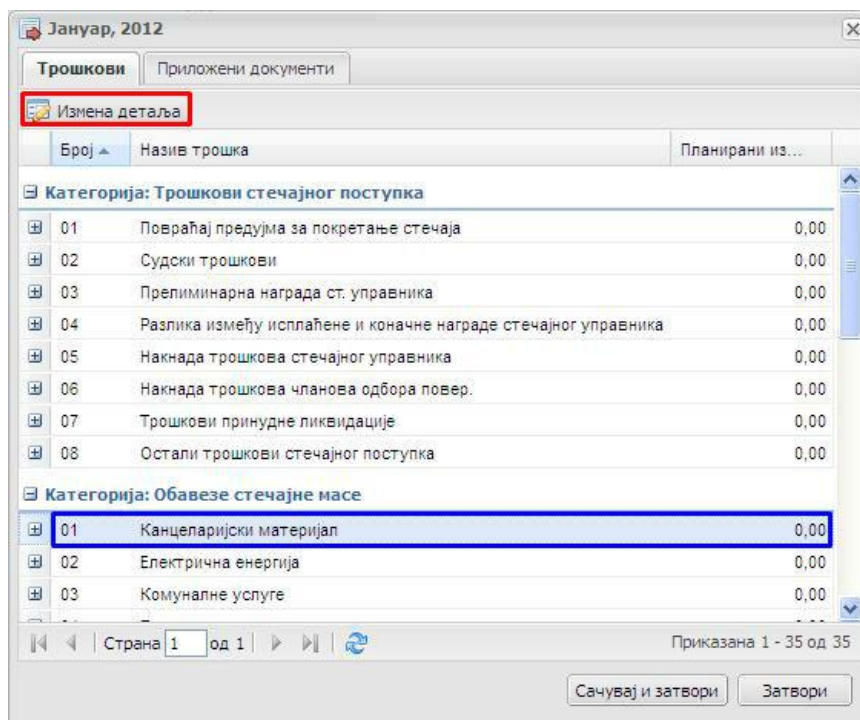 Јануар, 2012
Трошкови Приложени документи
Измена детаља
Број Назив трошка Планирани из...
Категорија: Трошкови стечајног поступка
01 Повраћај предујма за покретање стечаја 0,00
02 Судски трошкови 0,00
03 Прелиминарна награда ст. управника 0,00
04 Разлика између исплаћене и коначне награде стечајног управника 0,00
05 Накнада трошкова стечајног управника 0,00
06 Накнада трошкова чланова одбора повер. 0,00
07 Трошкови принудне ликвидације 0,00
08 Остали трошкови стечајног поступка 0,00
Категорија: Обавезе стечајне масе
01 Канцеларијски материјал 0,00
02 Електрична енергија 0,00
03 Комуналне услуге 0,00
Страна 1 од 1 Приказана 1 - 35 од 35
Сачувај и затвори Затвори